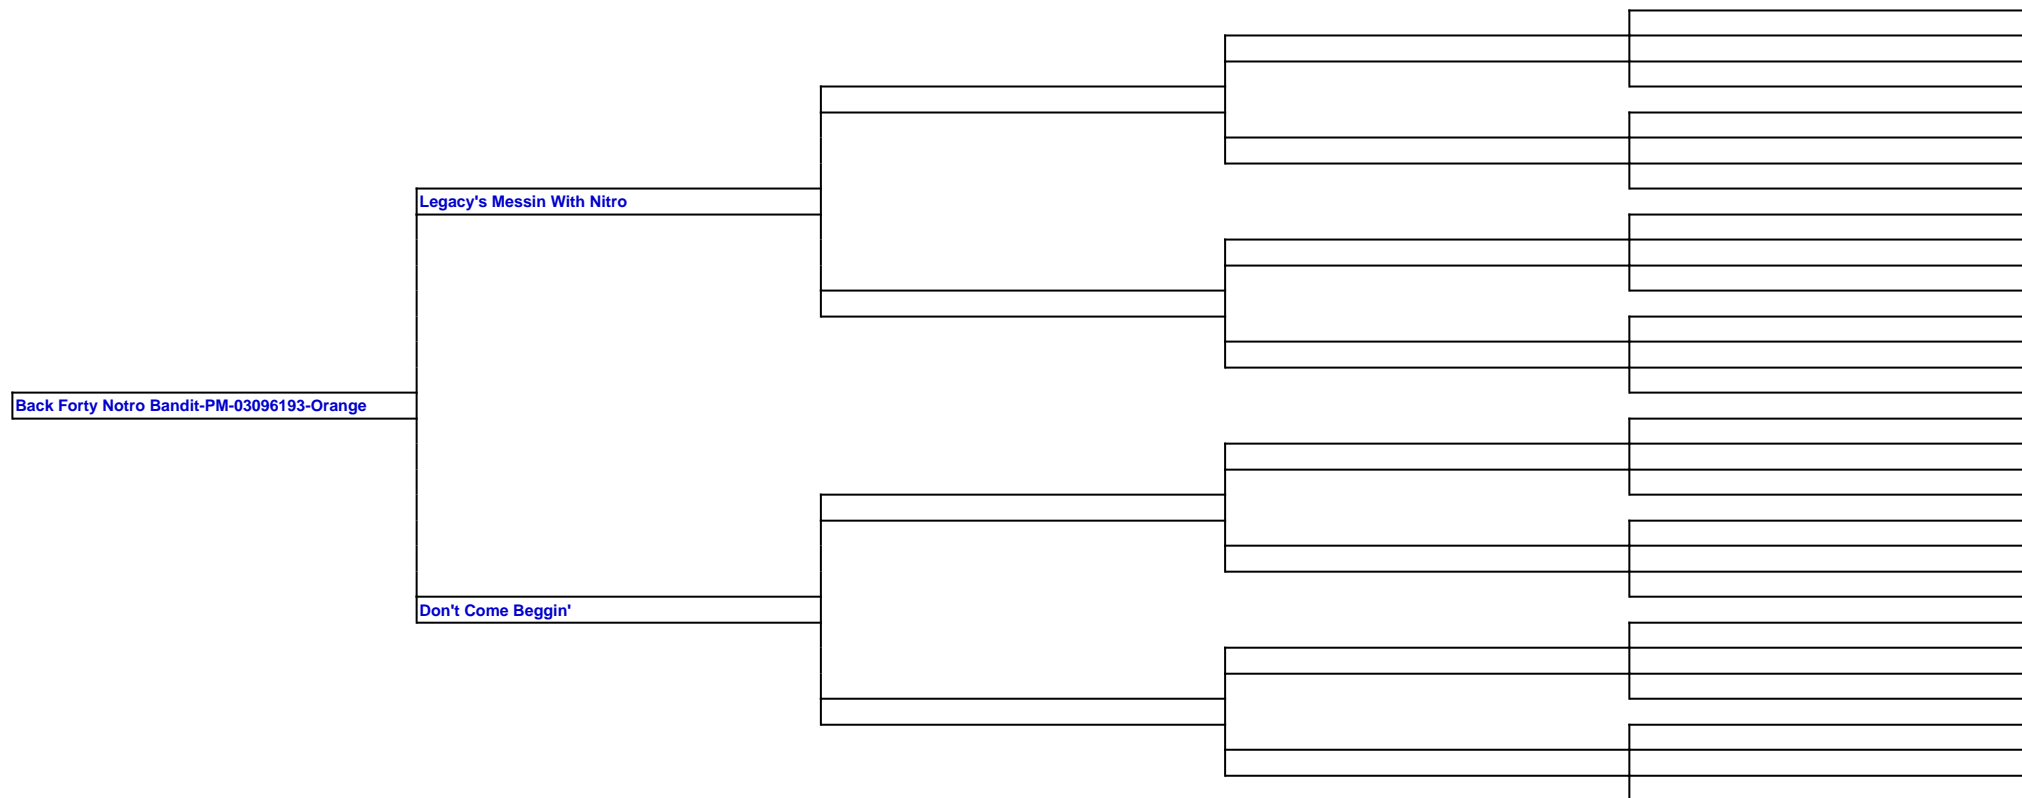 Legacy's Messin With Nitro
Back Forty Notro Bandit-PM-03096193-Orange
Don't Come Beggin'